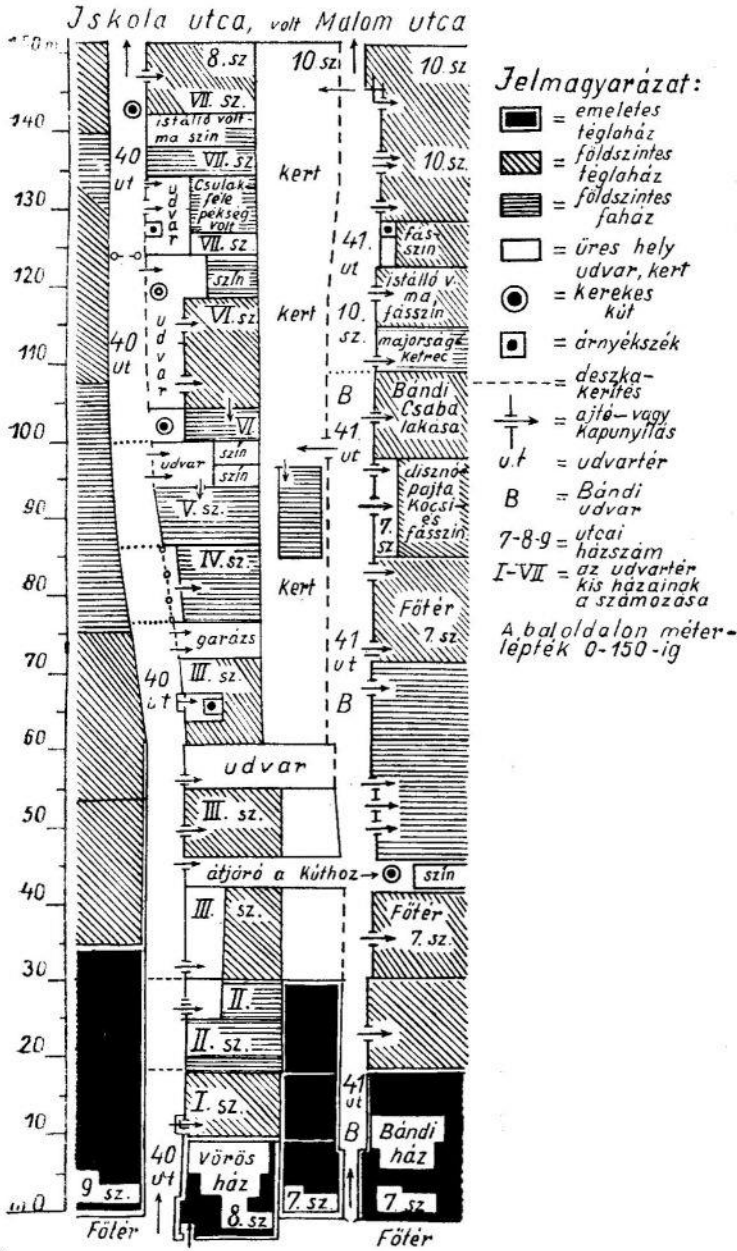 Iskola utca, volt Malom utca
150 m
140
130
120
110
100
90
80
70
60
50
40
30
20
10
m 0
8. sz
VII. sz.
istálló volt
ma szín
VII. sz
udvar
Csulak-
féle
pékség
volt
VII. sz
szín
VI. sz
udvar
VI.
udvar
szín
szín
V. sz.
IV. sz.
garázs
III. sz.
udvar
III. sz.
átjáró a kúthoz
III. sz.
II.
II. sz.
I. sz.
Vörös
ház
8. sz
40
ut
40
ut
40
ut
40
ut
9 sz.
Főtér
10 sz
kert
kert
kert
7. sz.
10. sz
10. sz.
41.
ut
fás-
szín
istálló v.
ma
fásszín
10.
sz.
majorság
ketrec
B
41.
ut
Bándi
Csaba
lakása
disznó-
pajta
Kocsi-
és
fásszín
7.
sz
Főtér
7. sz
41
ut
B
szín
Főtér
7. sz.
41
ut
B
Bándi
ház
7. sz
Főtér
Jelmagyarázat:
= emeletes
téglaház
= földszintes
téglaház
= földszintes
faház
= üres hely
udvar, kert
= kerekes
kút
= árnyékszék
= deszka-
kerítés
= ajtó- vagy
kapunyílás
u.t = udvartér
B = Bándi
udvar
7-8-9 = utcai
házszám
I-VII = az udvartér
kis házainak
a számozása
A baloldalon méter-
lépték 0-150-ig